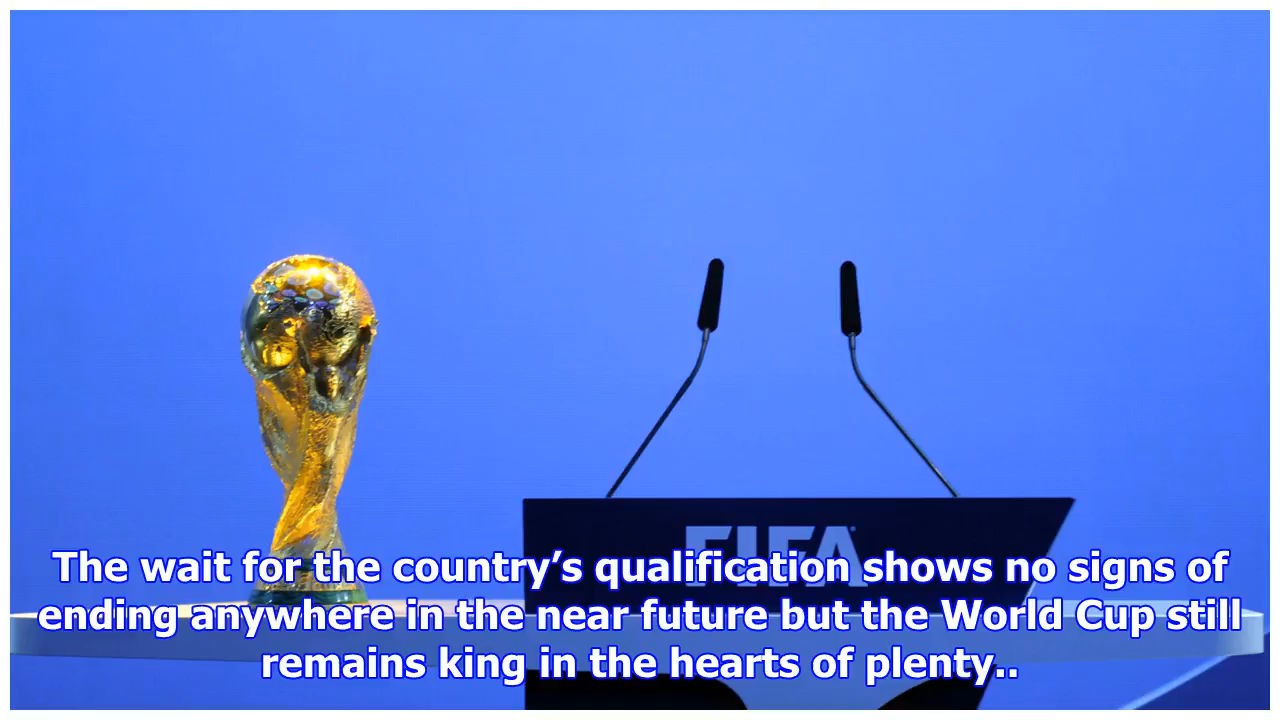 FIFA
The wait for the country’s qualification shows no signs of
ending anywhere in the near future but the World Cup still
remains king in the hearts of plenty..